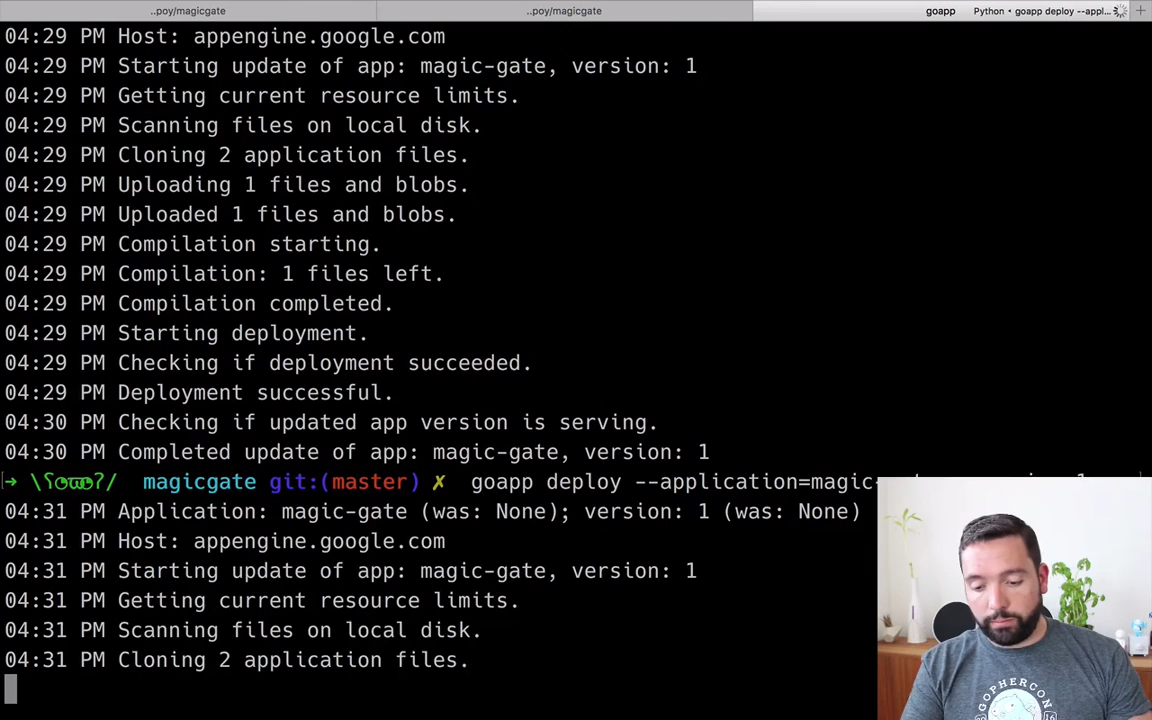 ..poy/magicgate
..poy/magicgate
goapp
Python ◂ goapp deploy --appl...
04:29 PM Host: appengine.google.com
04:29 PM Starting update of app: magic-gate, version: 1
04:29 PM Getting current resource limits.
04:29 PM Scanning files on local disk.
04:29 PM Cloning 2 application files.
04:29 PM Uploading 1 files and blobs.
04:29 PM Uploaded 1 files and blobs.
04:29 PM Compilation starting.
04:29 PM Compilation: 1 files left.
04:29 PM Compilation completed.
04:29 PM Starting deployment.
04:29 PM Checking if deployment succeeded.
04:29 PM Deployment successful.
04:30 PM Checking if updated app version is serving.
04:30 PM Completed update of app: magic-gate, version: 1
→ \ʕ◔ϖ◔ʔ/ magicgate git:(master) ✗ goapp deploy --application=magic-
04:31 PM Application: magic-gate (was: None); version: 1 (was: None)
04:31 PM Host: appengine.google.com
04:31 PM Starting update of app: magic-gate, version: 1
04:31 PM Getting current resource limits.
04:31 PM Scanning files on local disk.
04:31 PM Cloning 2 application files.
GOPHERCON